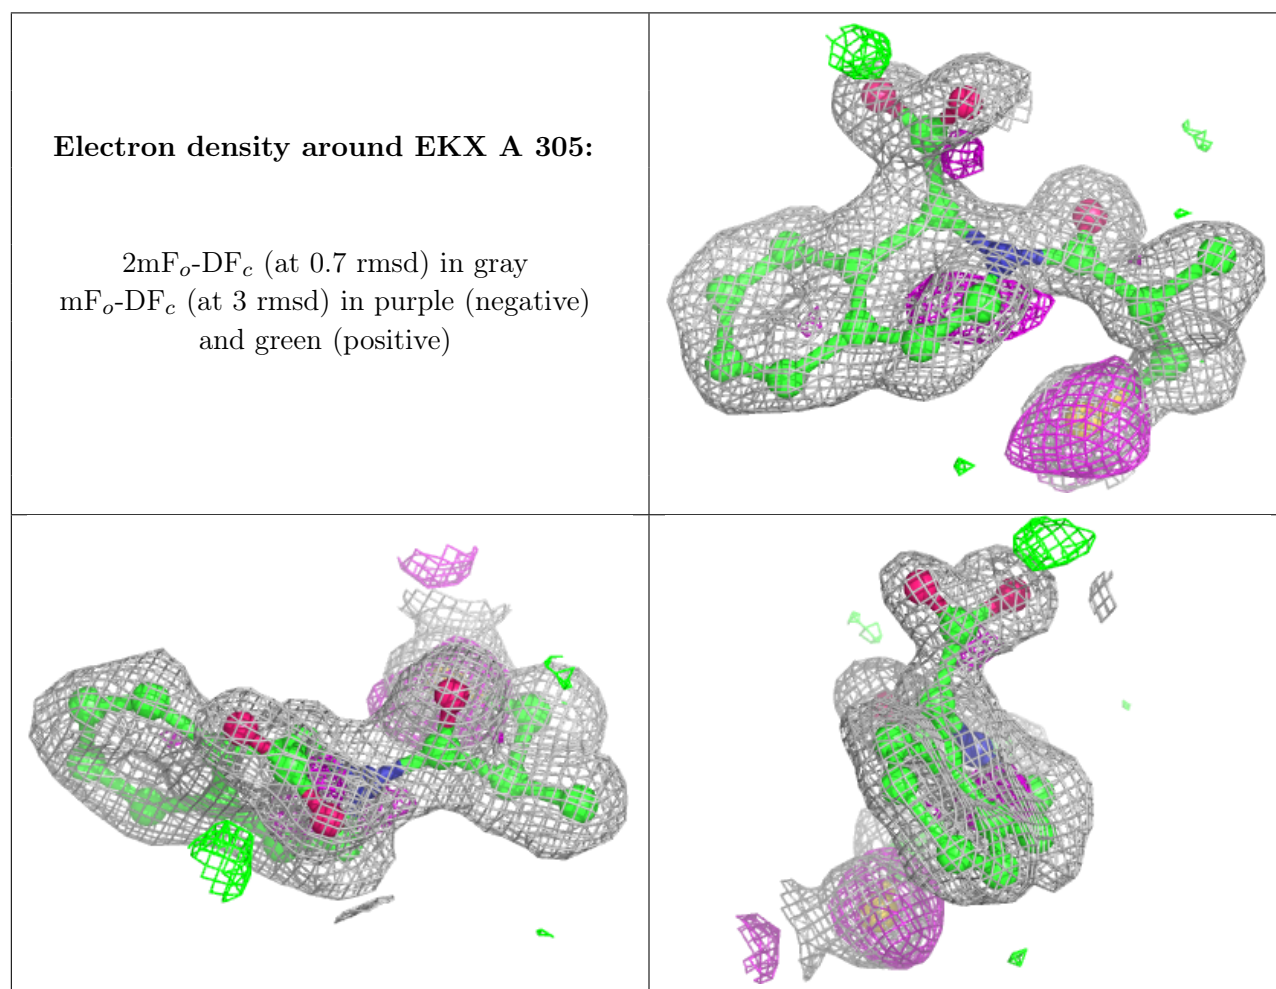 Electron density around EKX A 305:
2mFₒ-DF𝒸 (at 0.7 rmsd) in gray
mFₒ-DF𝒸 (at 3 rmsd) in purple (negative)
and green (positive)